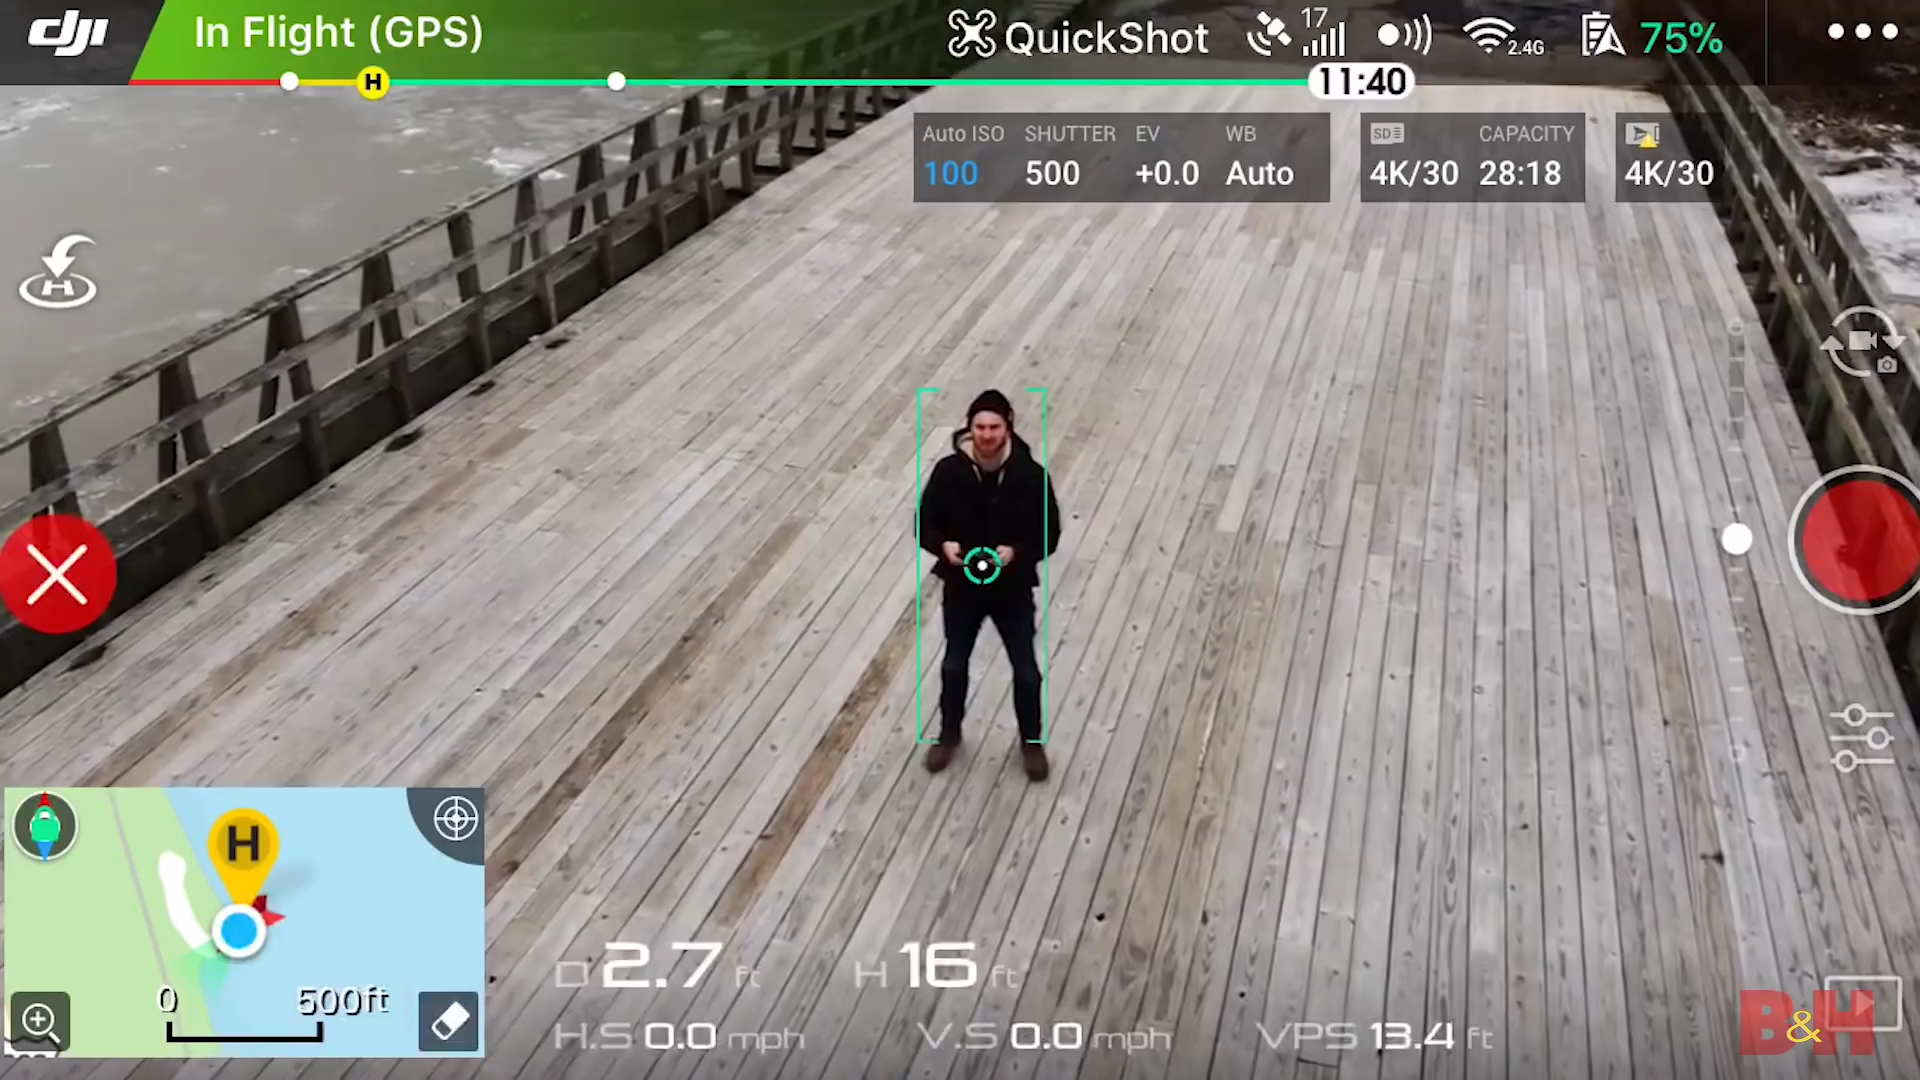 dji In Flight (GPS) QuickShot 17 2.4G 75%
H 11:40
Auto ISO SHUTTER EV WB SD CAPACITY
100 500 +0.0 Auto 4K/30 28:18 4K/30
H
H
0 500ft
D 2.7 ft H 16 ft
H.S 0.0 mph V.S 0.0 mph VPS 13.4 ft
B&H